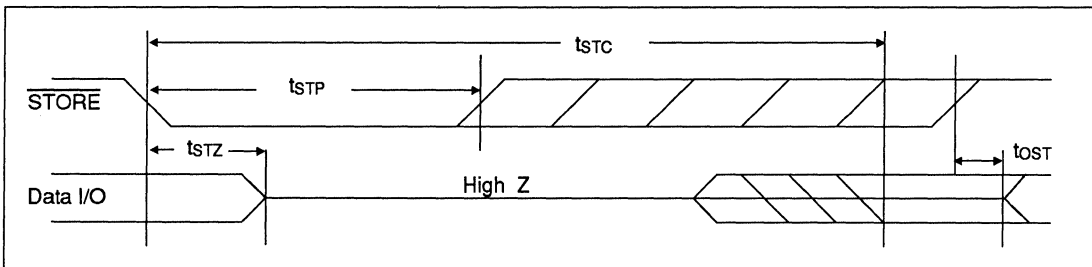 tSTC
tSTP
STORE
tSTZ
tOST
High Z
Data I/O